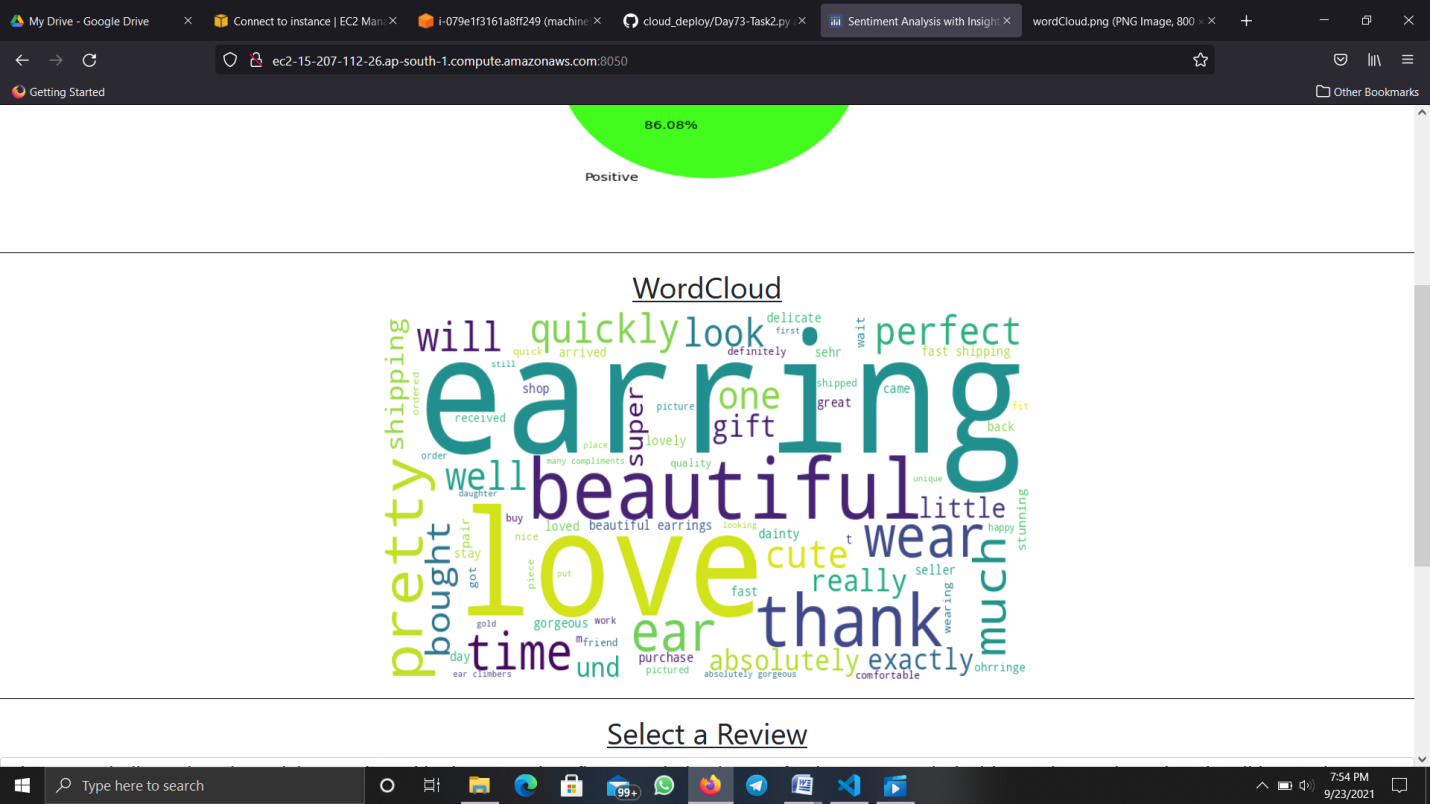 My Drive - Google Drive
Connect to instance | EC2 Mana
i-079e1f3161a8ff249 (machine
cloud_deploy/Day73-Task2.py a
Sentiment Analysis with Insight
wordCloud.png (PNG Image, 800 ×
ec2-15-207-112-26.ap-south-1.compute.amazonaws.com:8050
Getting Started
Other Bookmarks
86.08%
Positive
WordCloud
shipping
will
quickly
look
delicate
first
wait
perfect
quick
arrived
definitely
sehr
fast shipping
still
ordered
earring
shop
super
picture
one
shipped
great
came
fit
received
gift
back
place
lovely
order
many compliments
quality
well
daughter
beautiful
unique
little
stunning
pretty
bought
love
buy
loved
beautiful earrings
looking
dainty
t
wear
happy
pair
nice
stay
cute
much
got
piece
put
really
seller
fast
thank
wearing
gold
gorgeous
work
ear
time
m
friend
day
und
purchase
absolutely
exactly
ohrringe
ear climbers
pictured
absolutely gorgeous
comfortable
Select a Review
Type here to search
99+
7:54 PM
9/23/2021